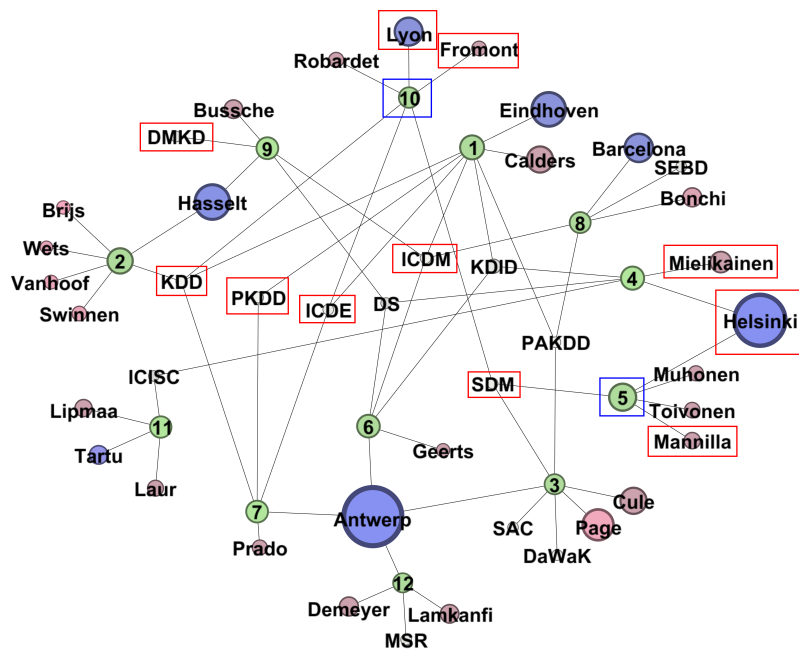 Lyon
Fromont
Robardet
10
Bussche
Eindhoven
DMKD
9
1
Barcelona
Calders
SEBD
Hasselt
Bonchi
Brijs
8
Wets
2
ICDM
KDID
Mielikainen
Vanhoof
KDD
4
PKDD
DS
Swinnen
ICDE
Helsinki
PAKDD
ICISC
SDM
Muhonen
5
Lipmaa
Toivonen
11
6
Mannilla
Tartu
Geerts
Laur
3
7
Antwerp
Cule
SAC
Page
Prado
DaWaK
12
Demeyer
Lamkanfi
MSR